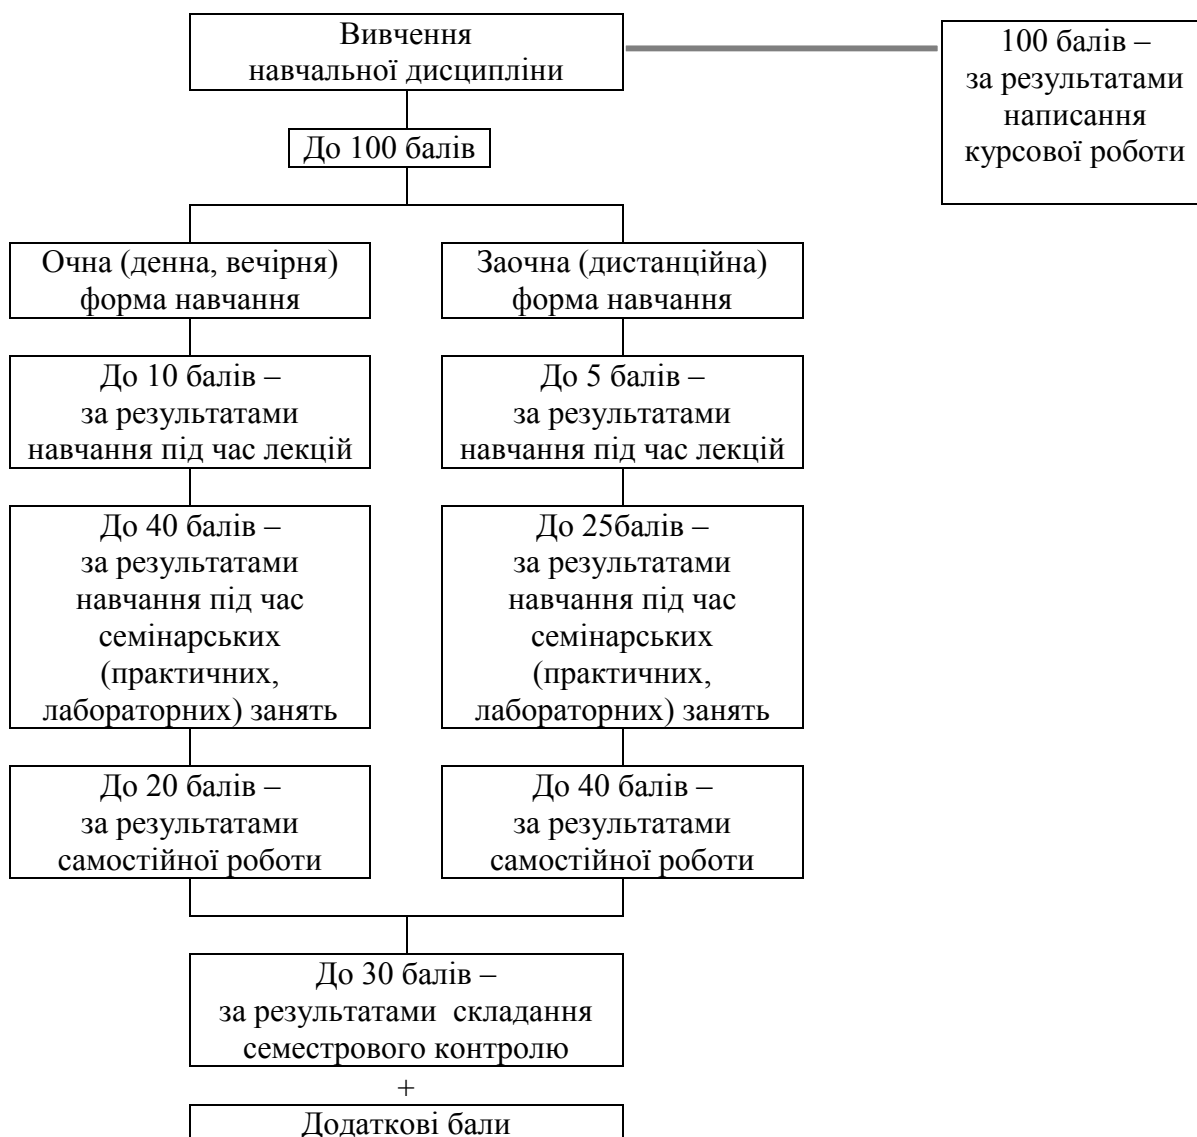 Вивчення
навчальної дисципліни
100 балів –
за результатами
написання
курсової роботи
До 100 балів
Очна (денна, вечірня)
форма навчання
Заочна (дистанційна)
форма навчання
До 10 балів –
за результатами
навчання під час лекцій
До 5 балів –
за результатами
навчання під час лекцій
До 40 балів –
за результатами
навчання під час
семінарських
(практичних,
лабораторних) занять
До 25балів –
за результатами
навчання під час
семінарських
(практичних,
лабораторних) занять
До 20 балів –
за результатами
самостійної роботи
До 40 балів –
за результатами
самостійної роботи
До 30 балів –
за результатами складання
семестрового контролю
+
Додаткові бали